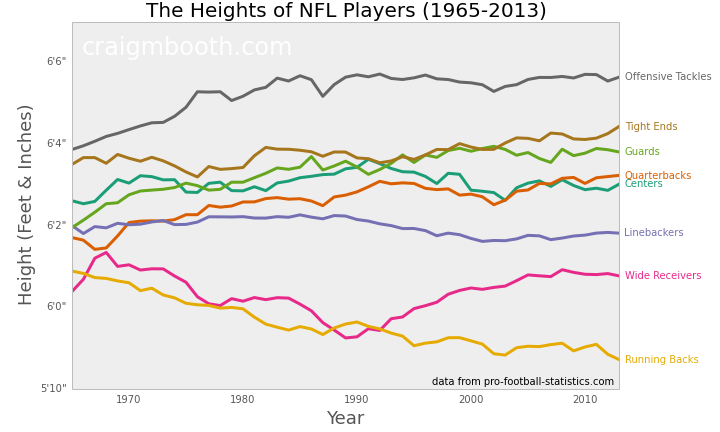 The Heights of NFL Players (1965-2013)
craigmbooth.com
Height (Feet & Inches)
6'6"
6'4"
6'2"
6'0"
5'10"
Offensive Tackles
Tight Ends
Guards
Quarterbacks
Centers
Linebackers
Wide Receivers
Running Backs
data from pro-football-statistics.com
1970 1980 1990 2000 2010
Year